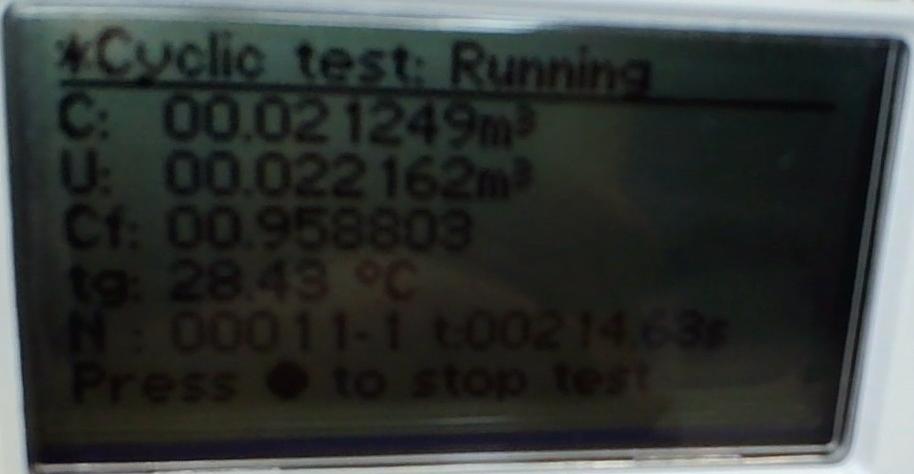 *Cyclic test: Running
C: 00.021249m³
U: 00.022162m³
Cf: 00.958803
tg: 28.43 °C
N : 00011-1 t:00214.63s
Press ● to stop test